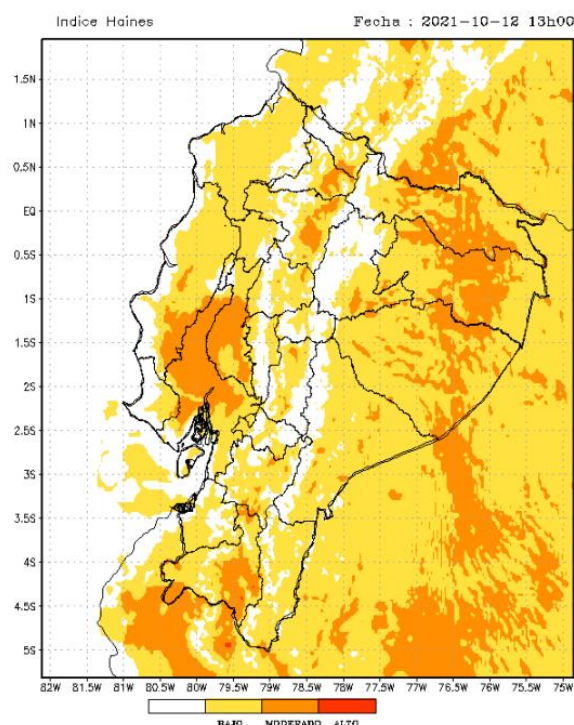 Indice Haines Fecha : 2021-10-12 13h00
1.5N
1N
0.5N
EQ
0.5S
1S
1.5S
2S
2.5S
3S
3.5S
4S
4.5S
5S
82W 81.5W 81W 80.5W 80W 79.5W 79W 78.5W 78W 77.5W 77W 76.5W 76W 75.5W 75W
BAJO MODERADO ALTO